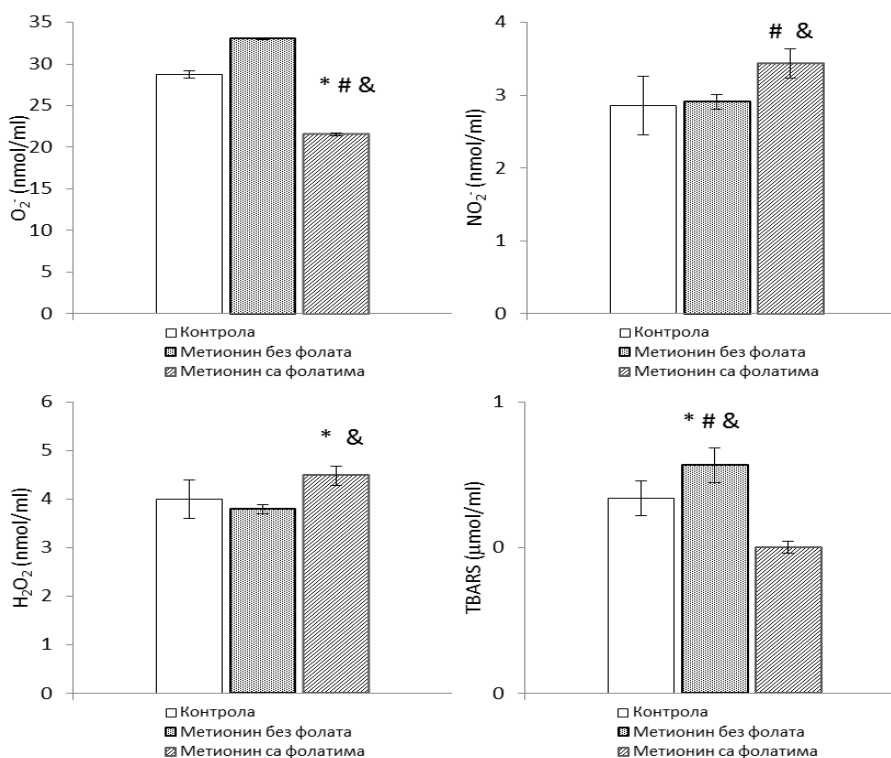 35
30
25
20
15
10
5
0
O₂⁻ (nmol/ml)
* # &
Контрола
Метионин без фолата
Метионин са фолатима
4
3
2
1
0
NO₂⁻ (nmol/ml)
# &
Контрола
Метионин без фолата
Метионин са фолатима
6
5
4
3
2
1
0
H₂O₂ (nmol/ml)
* &
Контрола
Метионин без фолата
Метионин са фолатима
1
0
0
TBARS (μmol/ml)
* # &
Контрола
Метионин без фолата
Метионин са фолатима